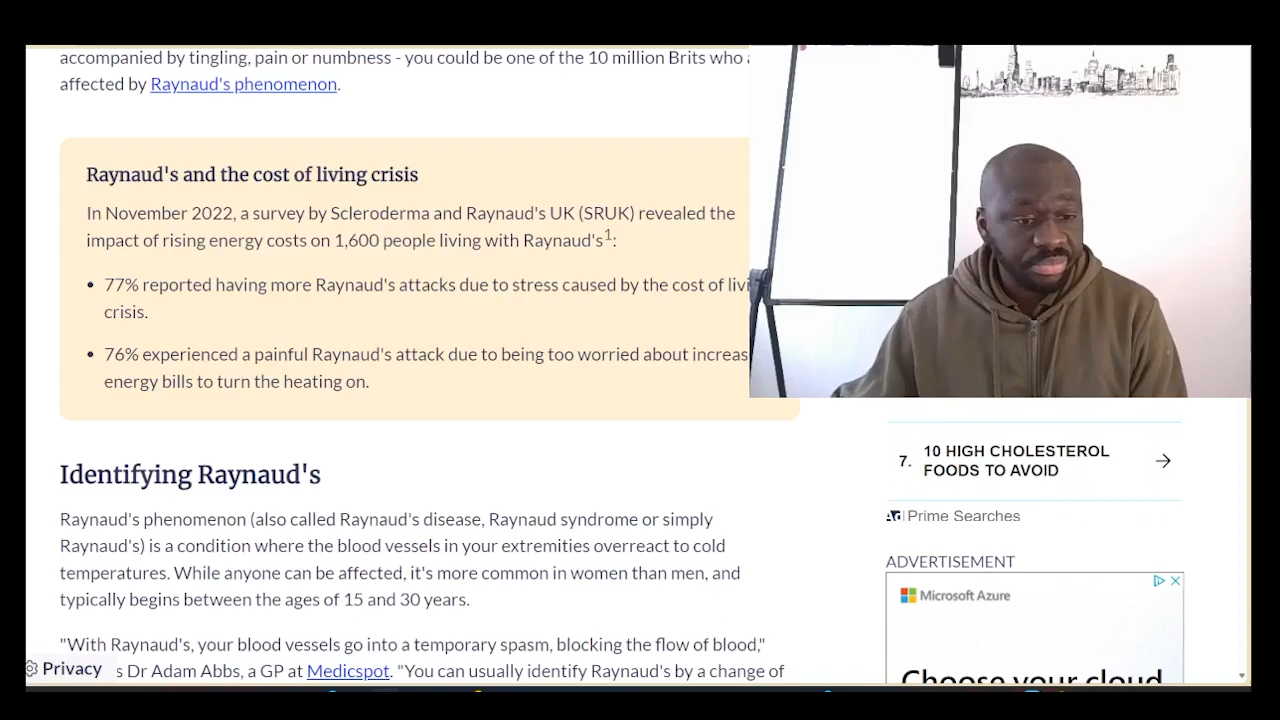 accompanied by tingling, pain or numbness - you could be one of the 10 million Brits who
affected by Raynaud's phenomenon.
Raynaud's and the cost of living crisis
In November 2022, a survey by Scleroderma and Raynaud's UK (SRUK) revealed the
impact of rising energy costs on 1,600 people living with Raynaud's1:
• 77% reported having more Raynaud's attacks due to stress caused by the cost of
crisis.
• 76% experienced a painful Raynaud's attack due to being too worried about
energy bills to turn the heating on.
Identifying Raynaud's
Raynaud's phenomenon (also called Raynaud's disease, Raynaud syndrome or simply
Raynaud's) is a condition where the blood vessels in your extremities overreact to cold
temperatures. While anyone can be affected, it's more common in women than men, and
typically begins between the ages of 15 and 30 years.
"With Raynaud's, your blood vessels go into a temporary spasm, blocking the flow of blood,"
s Dr Adam Abbs, a GP at Medicspot. "You can usually identify Raynaud's by a change of
Privacy
7. 10 HIGH CHOLESTEROL
FOODS TO AVOID
Ad | Prime Searches
ADVERTISEMENT
Microsoft Azure
Choose your cloud